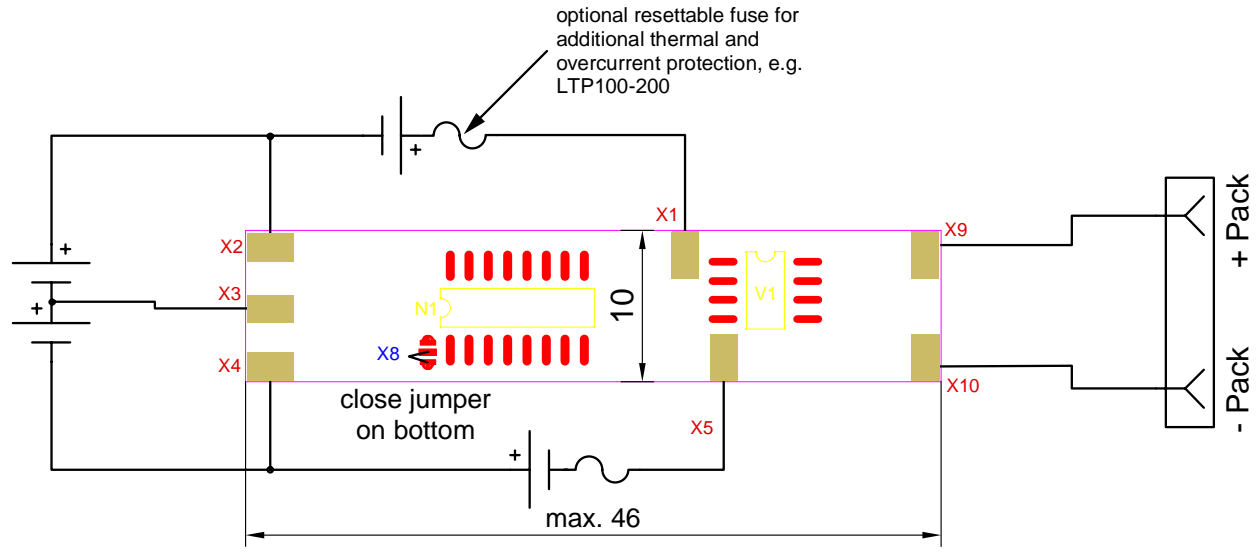 optional resettable fuse for
additional thermal and
overcurrent protection, e.g.
LTP100-200
+
X1
X2
X9
+ Pack
+
X3
N1
10
V1
+
X4
X8
X10
- Pack
close jumper
on bottom
X5
+
max. 46